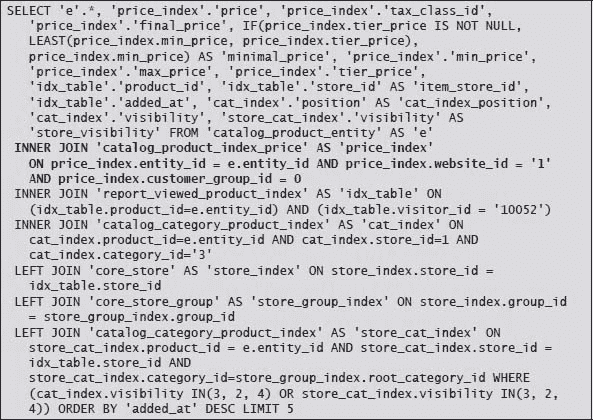 SELECT 'e'.*, 'price_index'.'price', 'price_index'.'tax_class_id',
'price_index'.'final_price', IF(price_index.tier_price IS NOT NULL,
LEAST(price_index.min_price, price_index.tier_price),
price_index.min_price) AS 'minimal_price', 'price_index'.'min_price',
'price_index'.'max_price', 'price_index'.'tier_price',
'idx_table'.'product_id', 'idx_table'.'store_id' AS 'item_store_id',
'idx_table'.'added_at', 'cat_index'.'position' AS 'cat_index_position',
'cat_index'.'visibility', 'store_cat_index'.'visibility' AS
'store_visibility' FROM 'catalog_product_entity' AS 'e'
INNER JOIN 'catalog_product_index_price' AS 'price_index'
ON price_index.entity_id = e.entity_id AND price_index.website_id = '1'
AND price_index.customer_group_id = 0
INNER JOIN 'report_viewed_product_index' AS 'idx_table' ON
(idx_table.product_id=e.entity_id) AND (idx_table.visitor_id = '10052')
INNER JOIN 'catalog_category_product_index' AS 'cat_index' ON
cat_index.product_id=e.entity_id AND cat_index.store_id=1 AND
cat_index.category_id='3'
LEFT JOIN 'core_store' AS 'store_index' ON store_index.store_id =
idx_table.store_id
LEFT JOIN 'core_store_group' AS 'store_group_index' ON store_index.group_id
= store_group_index.group_id
LEFT JOIN 'catalog_category_product_index' AS 'store_cat_index' ON
store_cat_index.product_id = e.entity_id AND store_cat_index.store_id =
idx_table.store_id AND
store_cat_index.category_id=store_group_index.root_category_id WHERE
(cat_index.visibility IN(3, 2, 4) OR store_cat_index.visibility IN(3, 2,
4)) ORDER BY 'added_at' DESC LIMIT 5